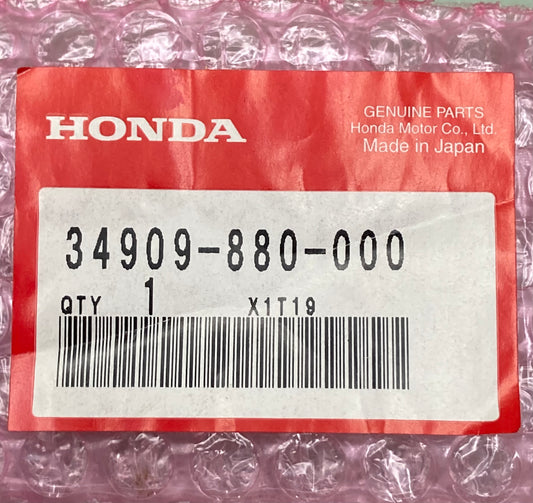 HONDA
GENUINE PARTS
Honda Motor Co., Ltd.
Made in Japan
34909-880-000
QTY 1 X1T19